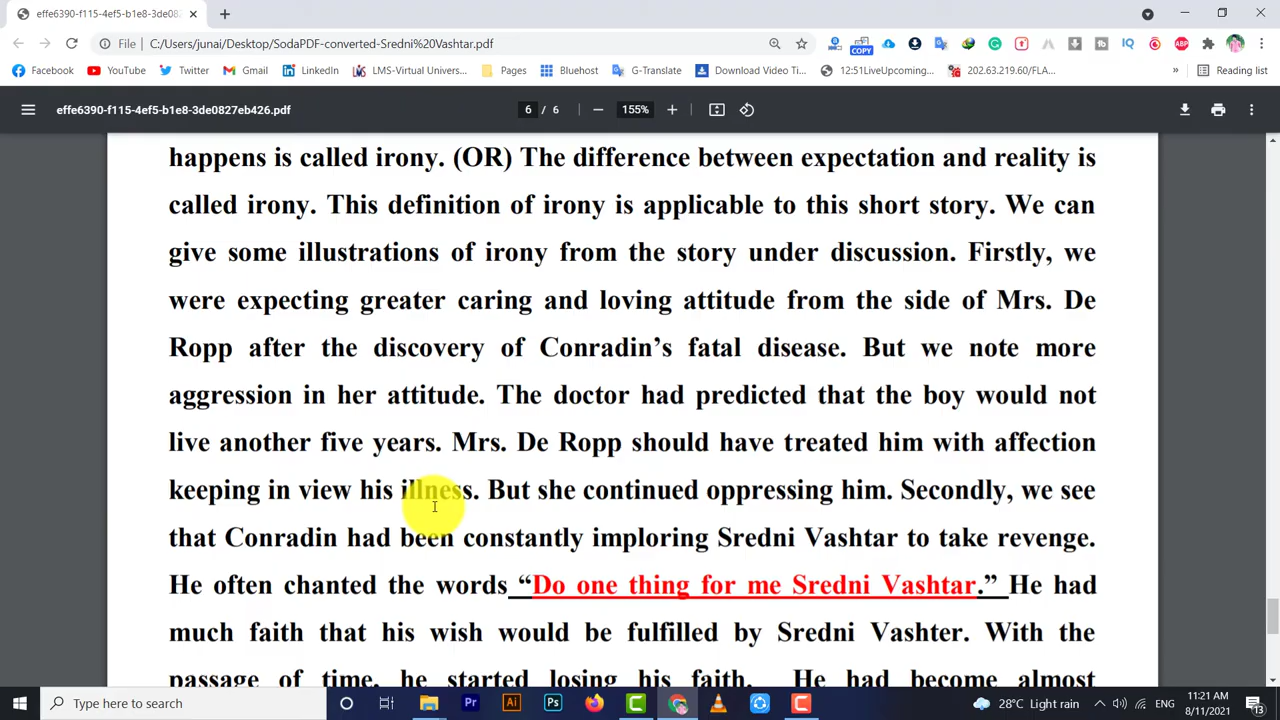 effe6390-f115-4ef5-b1e8-3de082
File C:/Users/junai/Desktop/SodaPDF-converted-Sredni%20Vashtar.pdf
COPY ABP IQ
Facebook YouTube Twitter Gmail LinkedIn LMS-Virtual Univers... Pages Bluehost G-Translate Download Video Ti... 12:51LiveUpcoming... 202.63.219.60/FLA... » Reading list
effe6390-f115-4ef5-b1e8-3de0827eb426.pdf 6 / 6 155%
happens is called irony. (OR) The difference between expectation and reality is
called irony. This definition of irony is applicable to this short story. We can
give some illustrations of irony from the story under discussion. Firstly, we
were expecting greater caring and loving attitude from the side of Mrs. De
Ropp after the discovery of Conradin’s fatal disease. But we note more
aggression in her attitude. The doctor had predicted that the boy would not
live another five years. Mrs. De Ropp should have treated him with affection
keeping in view his illness. But she continued oppressing him. Secondly, we see
that Conradin had been constantly imploring Sredni Vashtar to take revenge.
He often chanted the words “Do one thing for me Sredni Vashtar.” He had
much faith that his wish would be fulfilled by Sredni Vashter. With the
passage of time, he started losing his faith. He had become almost
Type here to search Pr Ai Ps 28°C Light rain ENG 11:21 AM
8/11/2021 13